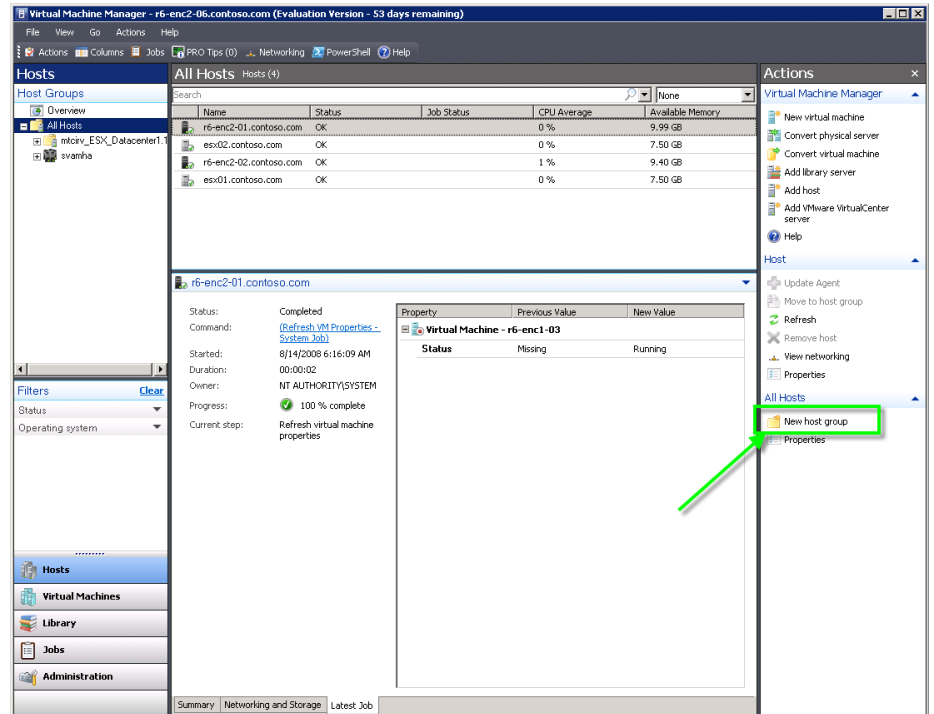 Virtual Machine Manager - r6-enc2-06.contoso.com (Evaluation Version - 53 days remaining)
File View Go Actions Help
Actions Columns Jobs PRO Tips (0) Networking PowerShell Help
Hosts
Host Groups
Overview
All Hosts
mtcirv_ESX_Datacenter1.1
svamha
Filters Clear
Status
Operating system
Hosts
Virtual Machines
Library
Jobs
Administration
All Hosts Hosts (4)
Search None
Name Status Job Status CPU Average Available Memory
r6-enc2-01.contoso.com OK 0 % 9.99 GB
esx02.contoso.com OK 0 % 7.50 GB
r6-enc2-02.contoso.com OK 1 % 9.40 GB
esx01.contoso.com OK 0 % 7.50 GB
r6-enc2-01.contoso.com
Status: Completed
Command: (Refresh VM Properties -
System Job)
Started: 8/14/2008 6:16:09 AM
Duration: 00:00:02
Owner: NT AUTHORITY\SYSTEM
Progress: 100 % complete
Current step: Refresh virtual machine
properties
Property Previous Value New Value
Virtual Machine - r6-enc1-03
Status Missing Running
Summary Networking and Storage Latest Job
Actions
Virtual Machine Manager
New virtual machine
Convert physical server
Convert virtual machine
Add library server
Add host
Add VMware VirtualCenter
server
Help
Host
Update Agent
Move to host group
Refresh
Remove host
View networking
Properties
All Hosts
New host group
Properties